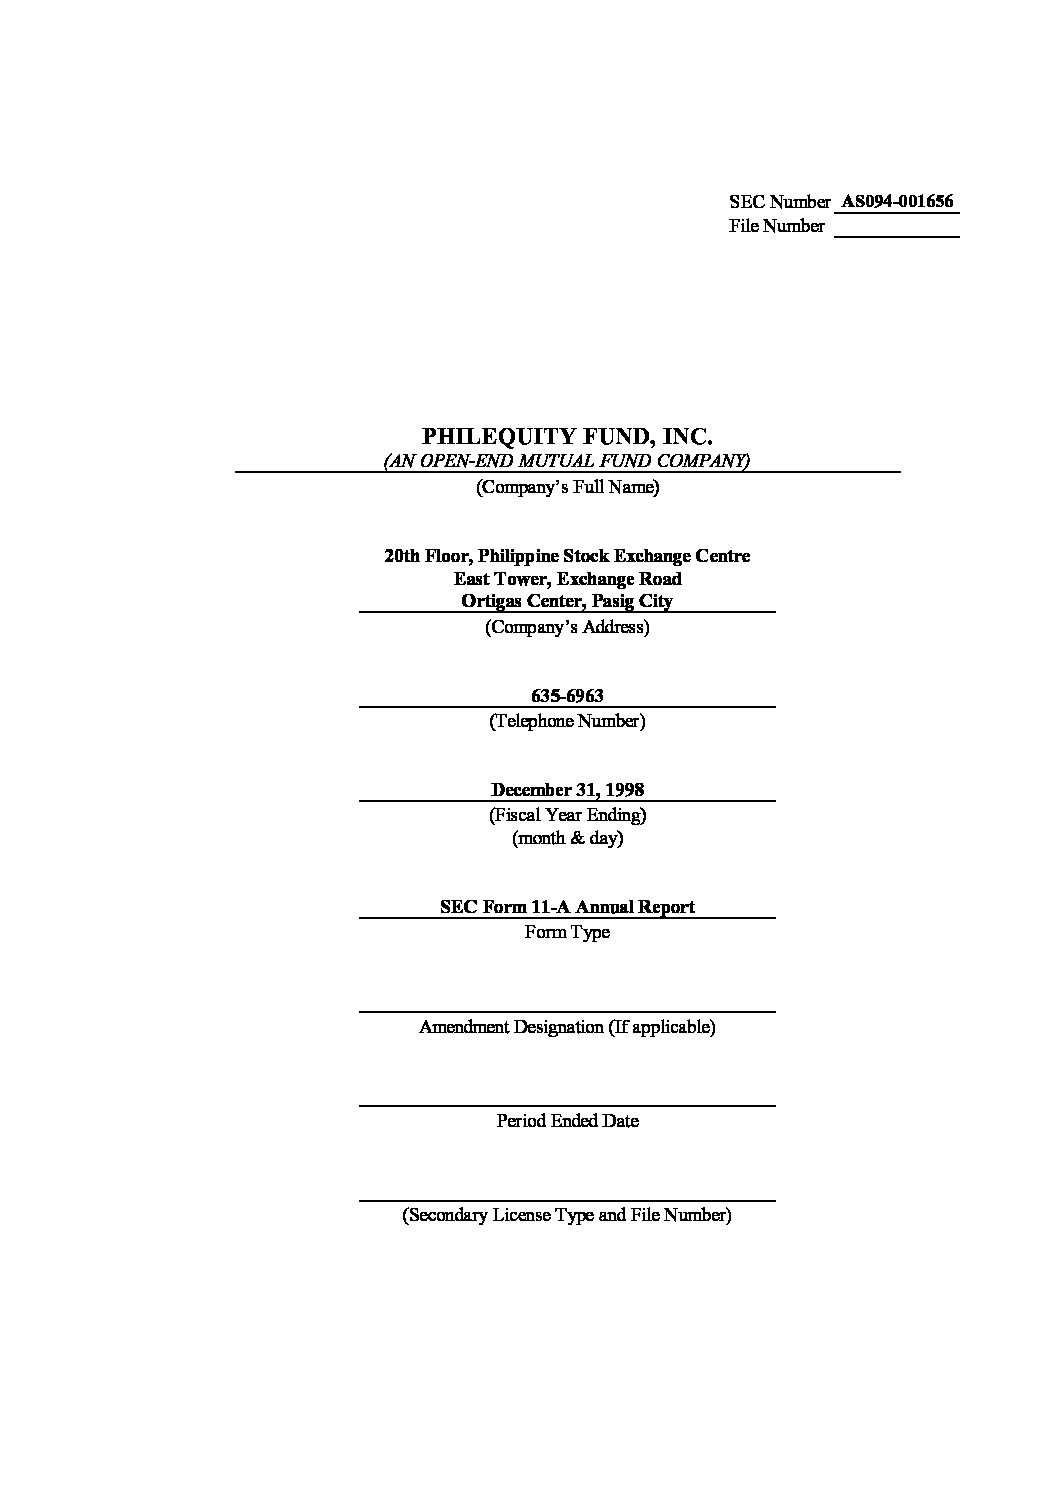 SEC Number AS094-001656
File Number
PHILEQUITY FUND, INC.
(AN OPEN-END MUTUAL FUND COMPANY)
(Company’s Full Name)
20th Floor, Philippine Stock Exchange Centre
East Tower, Exchange Road
Ortigas Center, Pasig City
(Company’s Address)
635-6963
(Telephone Number)
December 31, 1998
(Fiscal Year Ending)
(month & day)
SEC Form 11-A Annual Report
Form Type
Amendment Designation (If applicable)
Period Ended Date
(Secondary License Type and File Number)